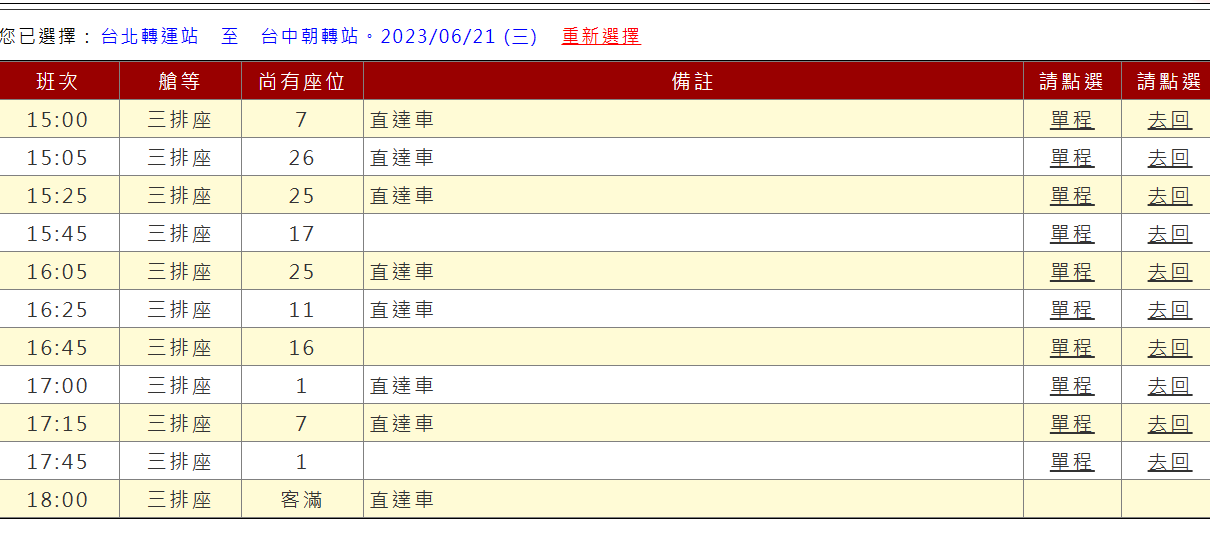 您已選擇：台北轉運站　至　台中朝轉站。2023/06/21 (三)　重新選擇
班次 艙等 尚有座位 備註 請點選 請點選
15:00 三排座 7 直達車 單程 去回
15:05 三排座 26 直達車 單程 去回
15:25 三排座 25 直達車 單程 去回
15:45 三排座 17 單程 去回
16:05 三排座 25 直達車 單程 去回
16:25 三排座 11 直達車 單程 去回
16:45 三排座 16 單程 去回
17:00 三排座 1 直達車 單程 去回
17:15 三排座 7 直達車 單程 去回
17:45 三排座 1 單程 去回
18:00 三排座 客滿 直達車